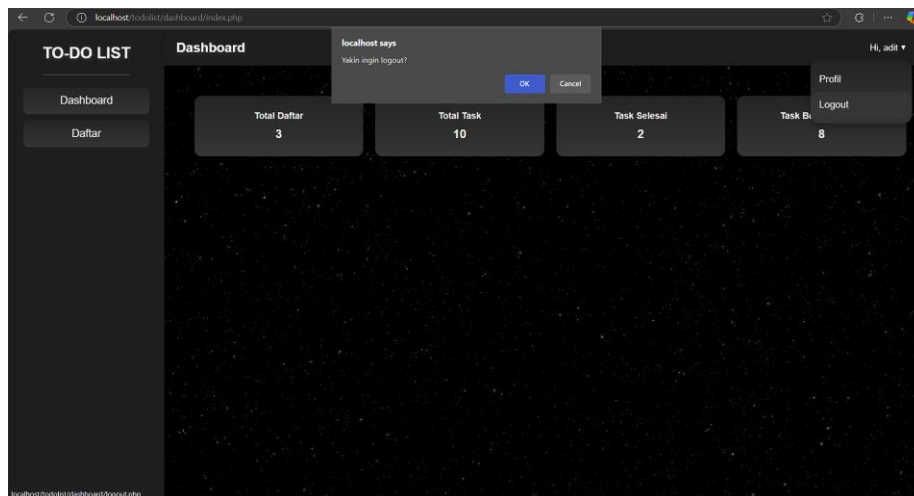 localhost/todolist/dashboard/index.php
TO-DO LIST
Dashboard
Daftar
Dashboard
localhost says
Yakin ingin logout?
OK
Cancel
Hi, adit ▾
Profil
Logout
Total Daftar
3
Total Task
10
Task Selesai
2
Task
8
localhost/todolist/dashboard/logout.php